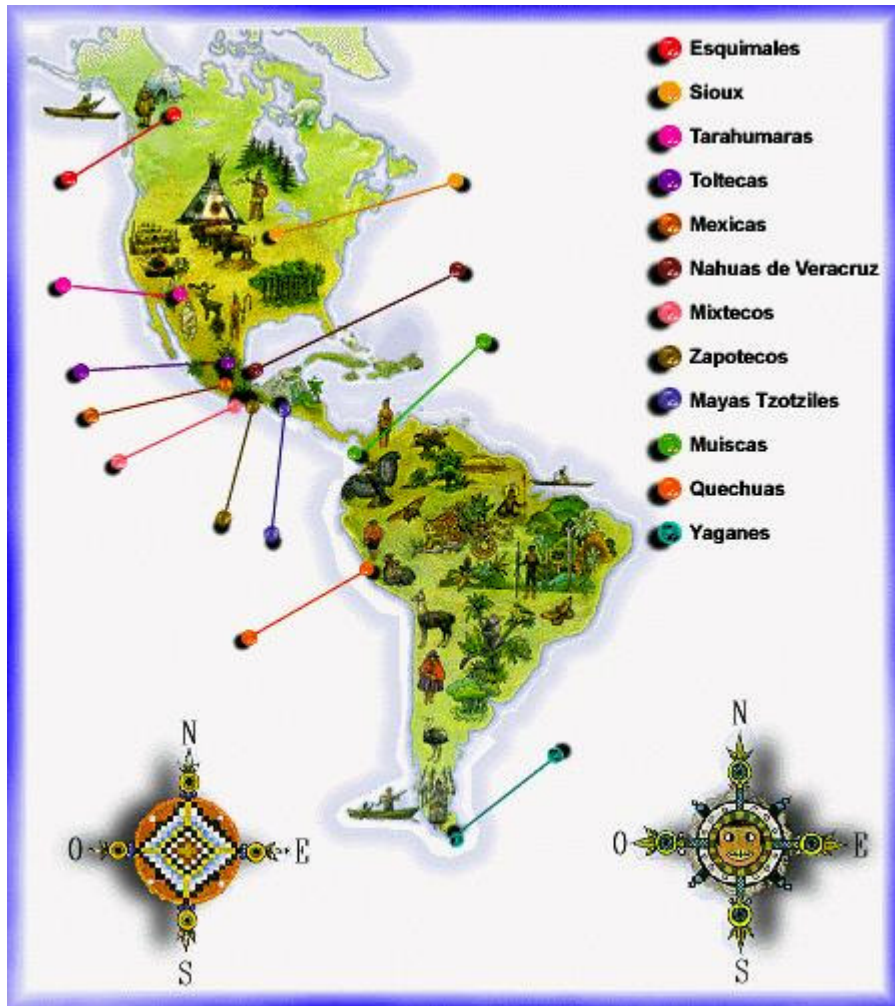 Esquimales
Sioux
Tarahumaras
Toltecas
Mexicas
Nahuas de Veracruz
Mixtecos
Zapotecos
Mayas Tzotziles
Muiscas
Quechuas
Yaganes
N
O E
S
N
O E
S